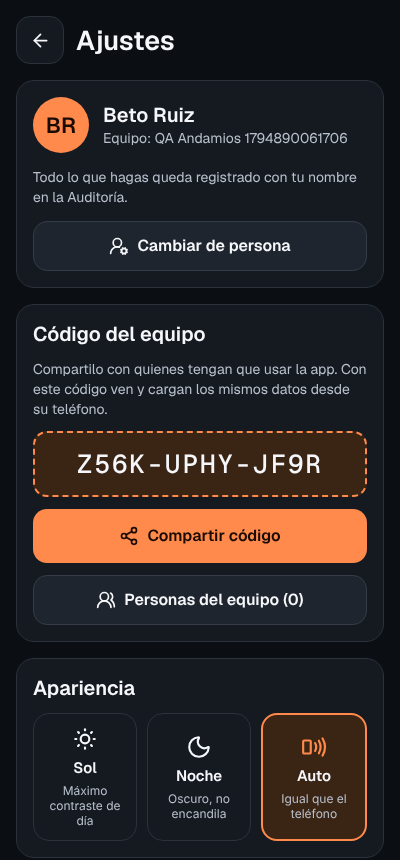 Ajustes
BR
Beto Ruiz
Equipo: QA Andamios 1794890061706
Todo lo que hagas queda registrado con tu nombre
en la Auditoría.
Cambiar de persona
Código del equipo
Compartilo con quienes tengan que usar la app. Con
este código ven y cargan los mismos datos desde
su teléfono.
Z56K-UPHY-JF9R
Compartir código
Personas del equipo (0)
Apariencia
Sol
Máximo
contraste de
día
Noche
Oscuro, no
encandila
Auto
Igual que el
teléfono